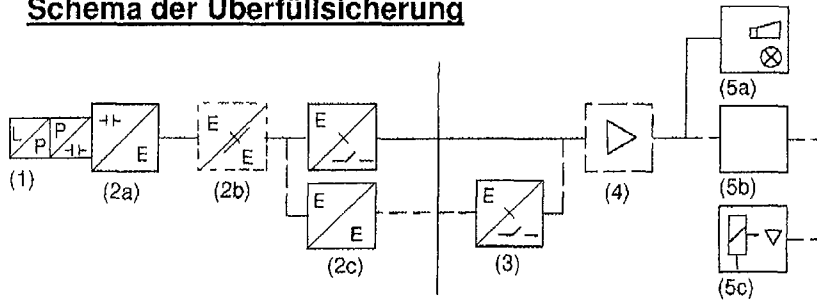 Schema der Überfüllsicherung
(5a)
L P P E
E E
E
(1)
(2a)
(2b)
(4)
(5b)
E E
E
(2c)
(3)
(5c)